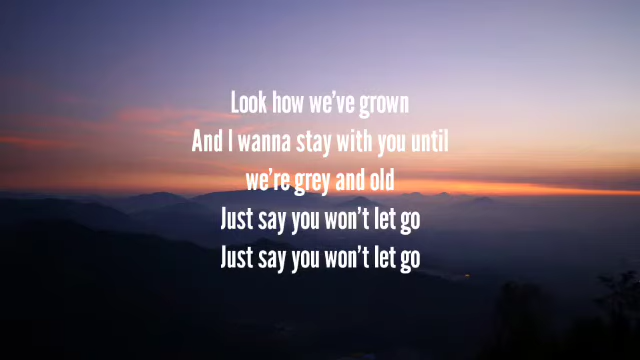 Look how we've grown
And I wanna stay with you until
we're grey and old
Just say you won't let go
Just say you won't let go